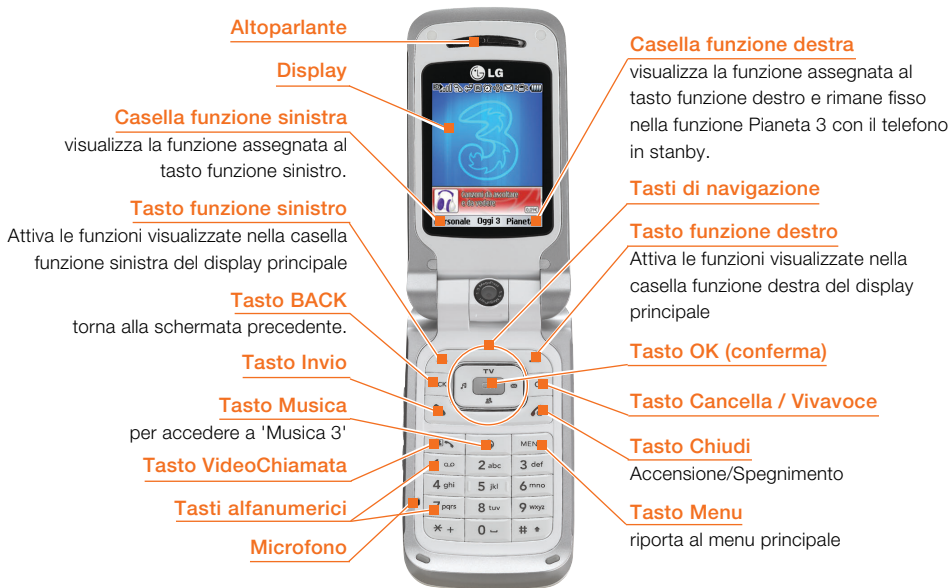 Altoparlante
Display
Casella funzione sinistra
visualizza la funzione assegnata al
tasto funzione sinistro.
Tasto funzione sinistro
Attiva le funzioni visualizzate nella casella
funzione sinistra del display principale
Tasto BACK
torna alla schermata precedente.
Tasto Invio
Tasto Musica
per accedere a 'Musica 3'
Tasto VideoChiamata
Tasti alfanumerici
Microfono
LG
3
Oggi 3
TV
2 abc
3 def
4 ghi
5 jkl
6 mno
pqrs
8 tuv
9 wxyz
* +
0
#
Casella funzione destra
visualizza la funzione assegnata al
tasto funzione destro e rimane fisso
nella funzione Pianeta 3 con il telefono
in stanby.
Tasti di navigazione
Tasto funzione destro
Attiva le funzioni visualizzate nella
casella funzione destra del display
principale
Tasto OK (conferma)
Tasto Cancella / Vivavoce
Tasto Chiudi
Accensione/Spegnimento
Tasto Menu
riporta al menu principale